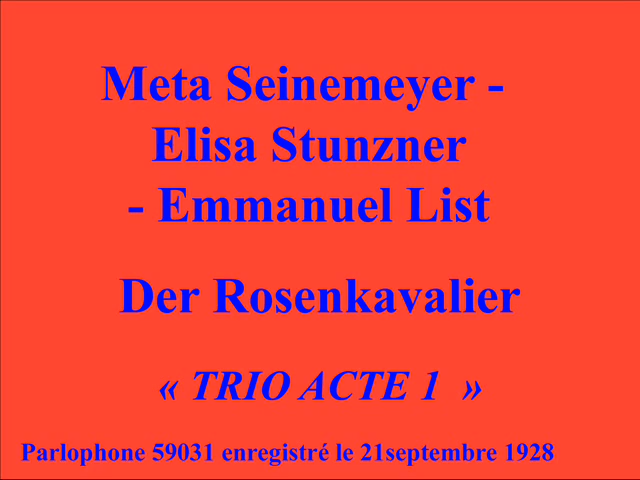 Meta Seinemeyer -
Elisa Stunzner
- Emmanuel List
Der Rosenkavalier
« TRIO ACTE 1 »
Parlophone 59031 enregistré le 21septembre 1928